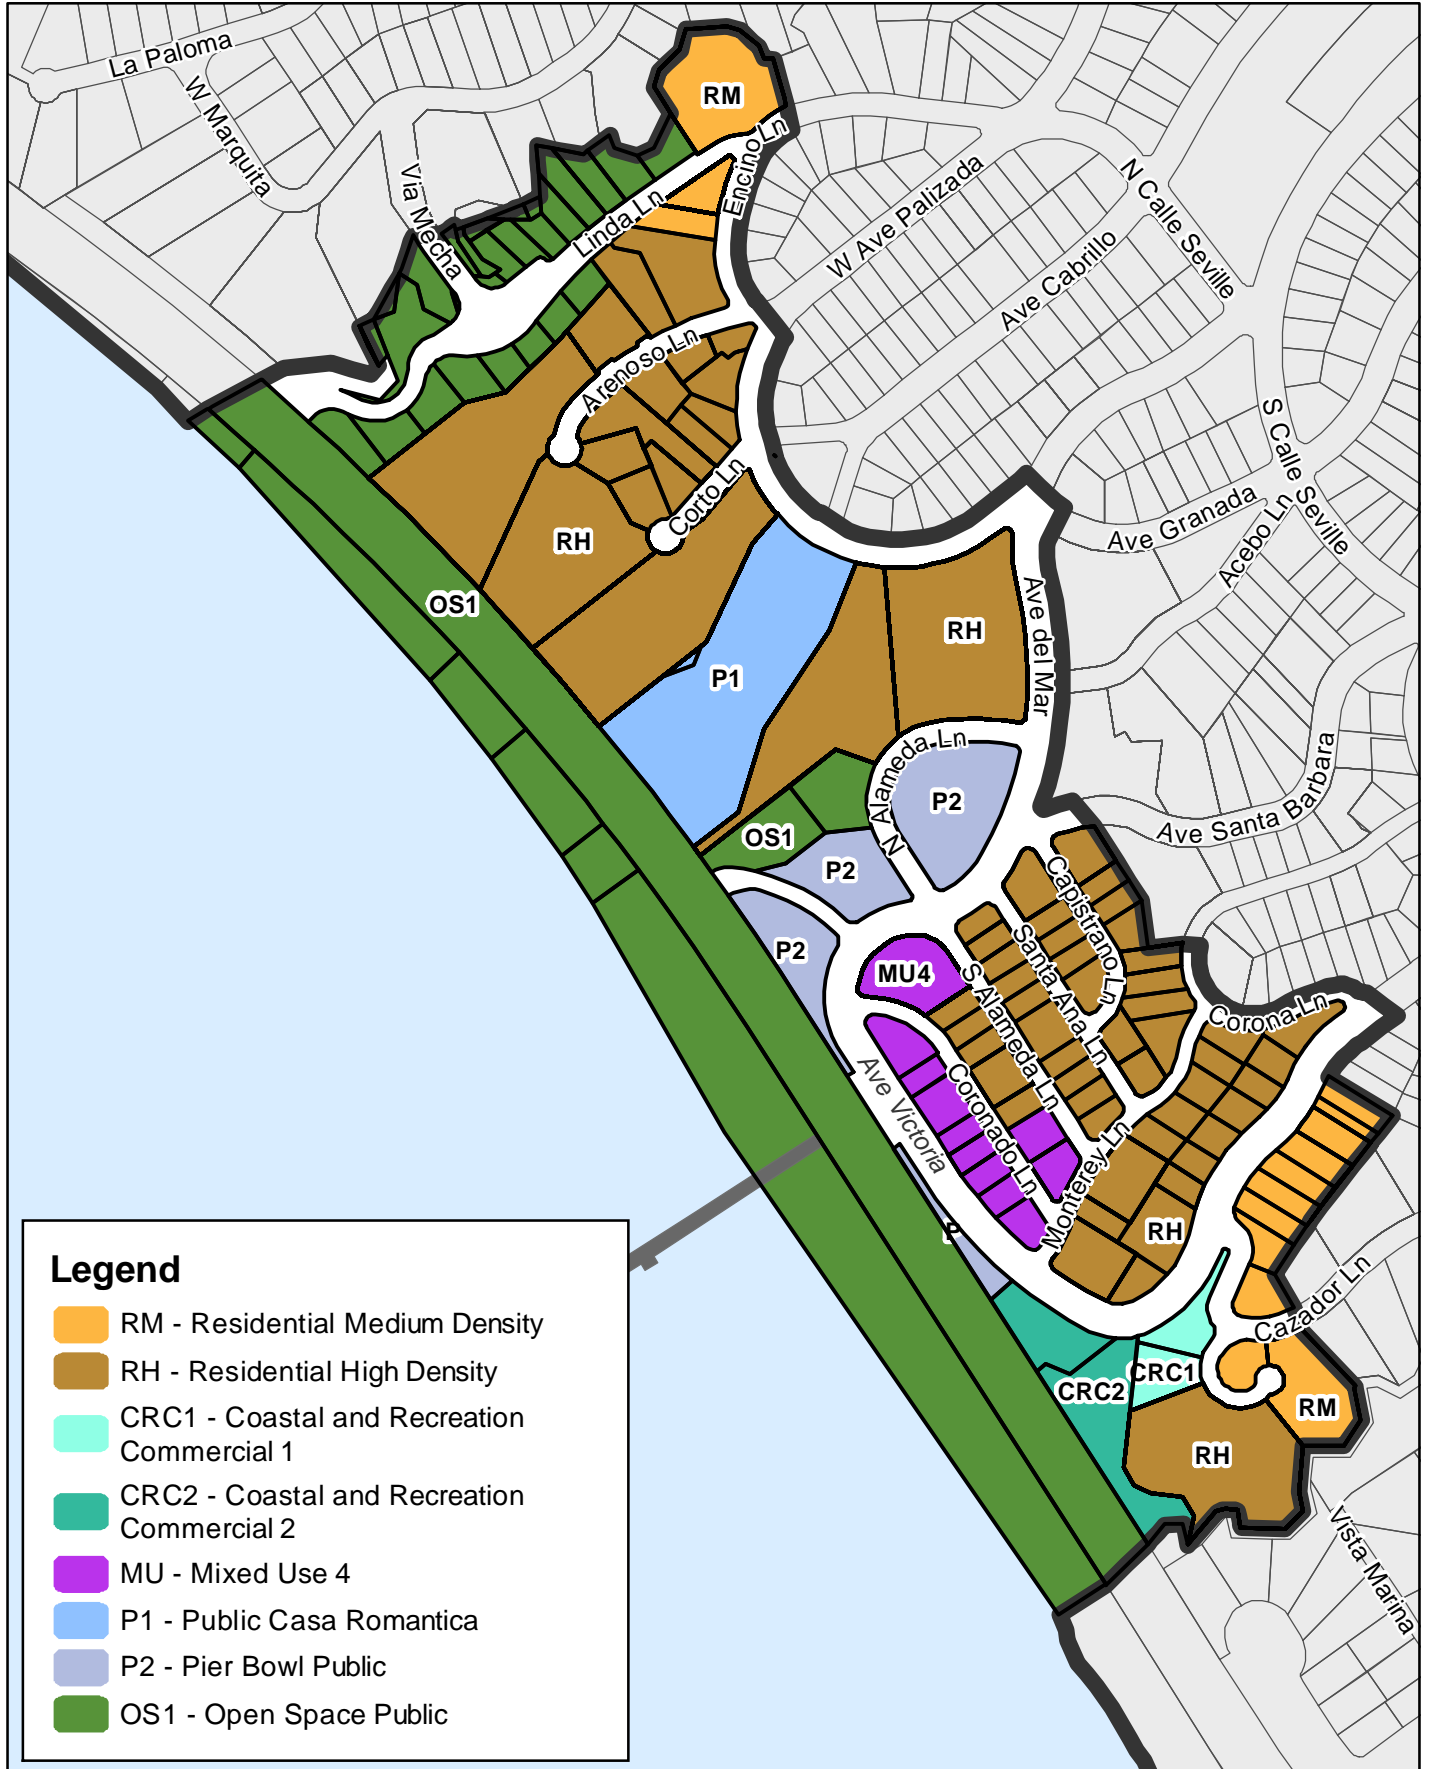 La Paloma
W Marquita
Via Mecha
RM
Encino Ln
Linda Ln
W Ave Palizada
N Calle Seville
Ave Cabrillo
Arenoso Ln
S Calle Seville
Corto Ln
Ave Granada
Acebo Ln
RH
OS1
RH
Ave del Mar
P1
N Alameda Ln
P2
Ave Santa Barbara
OS1
P2
Capistrano Ln
P2
MU4
Santa Ana Ln
S Alameda Ln
Corona Ln
Ave Victoria
Coronado Ln
Monterey Ln
P
RH
Cazador Ln
CRC1
CRC2
RM
RH
Vista Marina
Legend
RM - Residential Medium Density
RH - Residential High Density
CRC1 - Coastal and Recreation
Commercial 1
CRC2 - Coastal and Recreation
Commercial 2
MU - Mixed Use 4
P1 - Public Casa Romantica
P2 - Pier Bowl Public
OS1 - Open Space Public